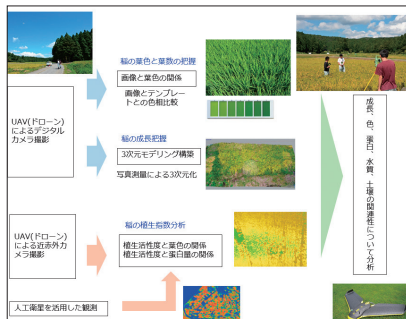 稲の葉色と葉数の把握
画像と葉色の関係
画像とテンプレート
との色相比較
UAV(ドローン)
によるデジタル
カメラ撮影
稲の成長把握
3次元モデリング構築
写真測量による3次元化
稲の植生指数分析
UAV(ドローン)
による近赤外カ
メラ撮影
植生活性度と葉色の関係
植生活性度と蛋白量の関係
人工衛星を活用した観測
成長、色、蛋白、水質、土壌の関連性について分析